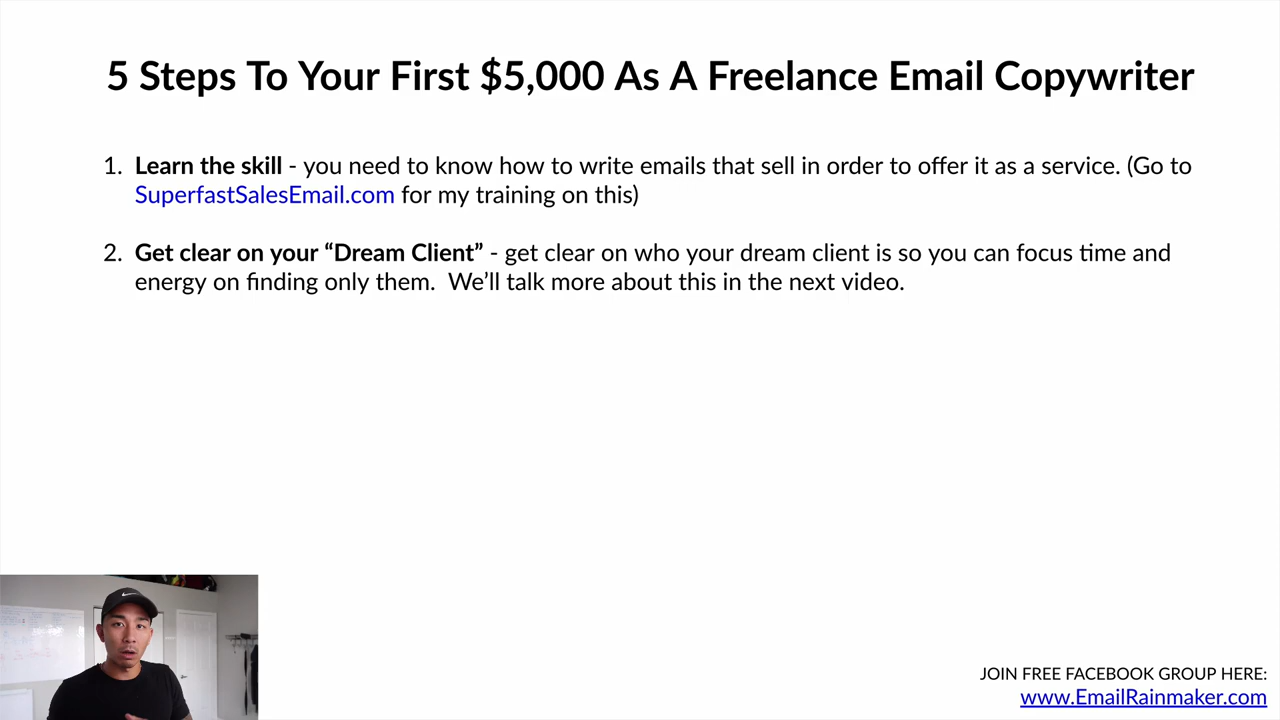 5 Steps To Your First $5,000 As A Freelance Email Copywriter
1. Learn the skill - you need to know how to write emails that sell in order to offer it as a service. (Go to
SuperfastSalesEmail.com for my training on this)
2. Get clear on your “Dream Client” - get clear on who your dream client is so you can focus time and
energy on finding only them.  We’ll talk more about this in the next video.
JOIN FREE FACEBOOK GROUP HERE:
www.EmailRainmaker.com